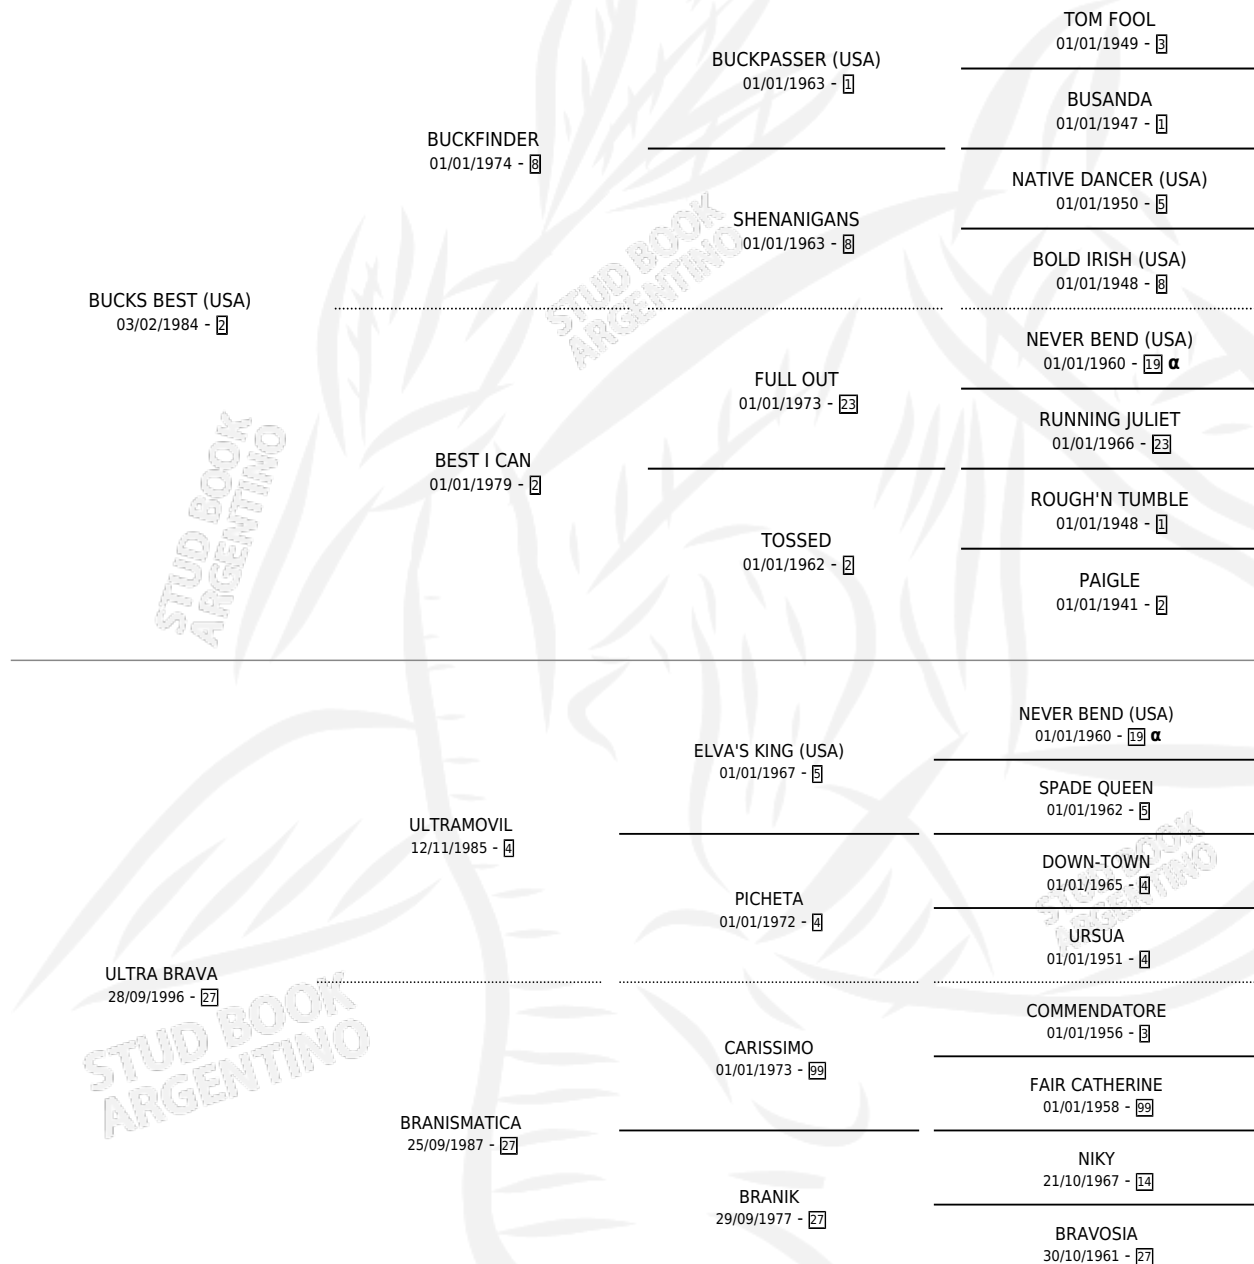 TOM FOOL
01/01/1949 - 3
BUCKPASSER (USA)
01/01/1963 - 1
BUSANDA
01/01/1947 - 1
BUCKFINDER
01/01/1974 - 8
NATIVE DANCER (USA)
01/01/1950 - 5
SHENANIGANS
01/01/1963 - 8
BOLD IRISH (USA)
01/01/1948 - 8
STUD BOOK
ARGENTINO
BUCKS BEST (USA)
03/02/1984 - 2
NEVER BEND (USA)
01/01/1960 - 19 α
FULL OUT
01/01/1973 - 23
RUNNING JULIET
01/01/1966 - 23
BEST I CAN
01/01/1979 - 2
ROUGH'N TUMBLE
01/01/1948 - 1
TOSSED
01/01/1962 - 2
PAIGLE
01/01/1941 - 2
STUD BOOK
ARGENTINO
NEVER BEND (USA)
01/01/1960 - 19 α
ELVA'S KING (USA)
01/01/1967 - 5
SPADE QUEEN
01/01/1962 - 5
ULTRAMOVIL
12/11/1985 - 4
DOWN-TOWN
01/01/1965 - 4
PICHETA
01/01/1972 - 4
URSUA
01/01/1951 - 4
STUD BOOK
ARGENTINO
ULTRA BRAVA
28/09/1996 - 27
COMMENDATORE
01/01/1956 - 3
CARISSIMO
01/01/1973 - 99
FAIR CATHERINE
01/01/1958 - 99
BRANISMATICA
25/09/1987 - 27
NIKY
21/10/1967 - 14
BRANIK
29/09/1977 - 27
BRAVOSIA
30/10/1961 - 27
STUD BOOK
ARGENTINO